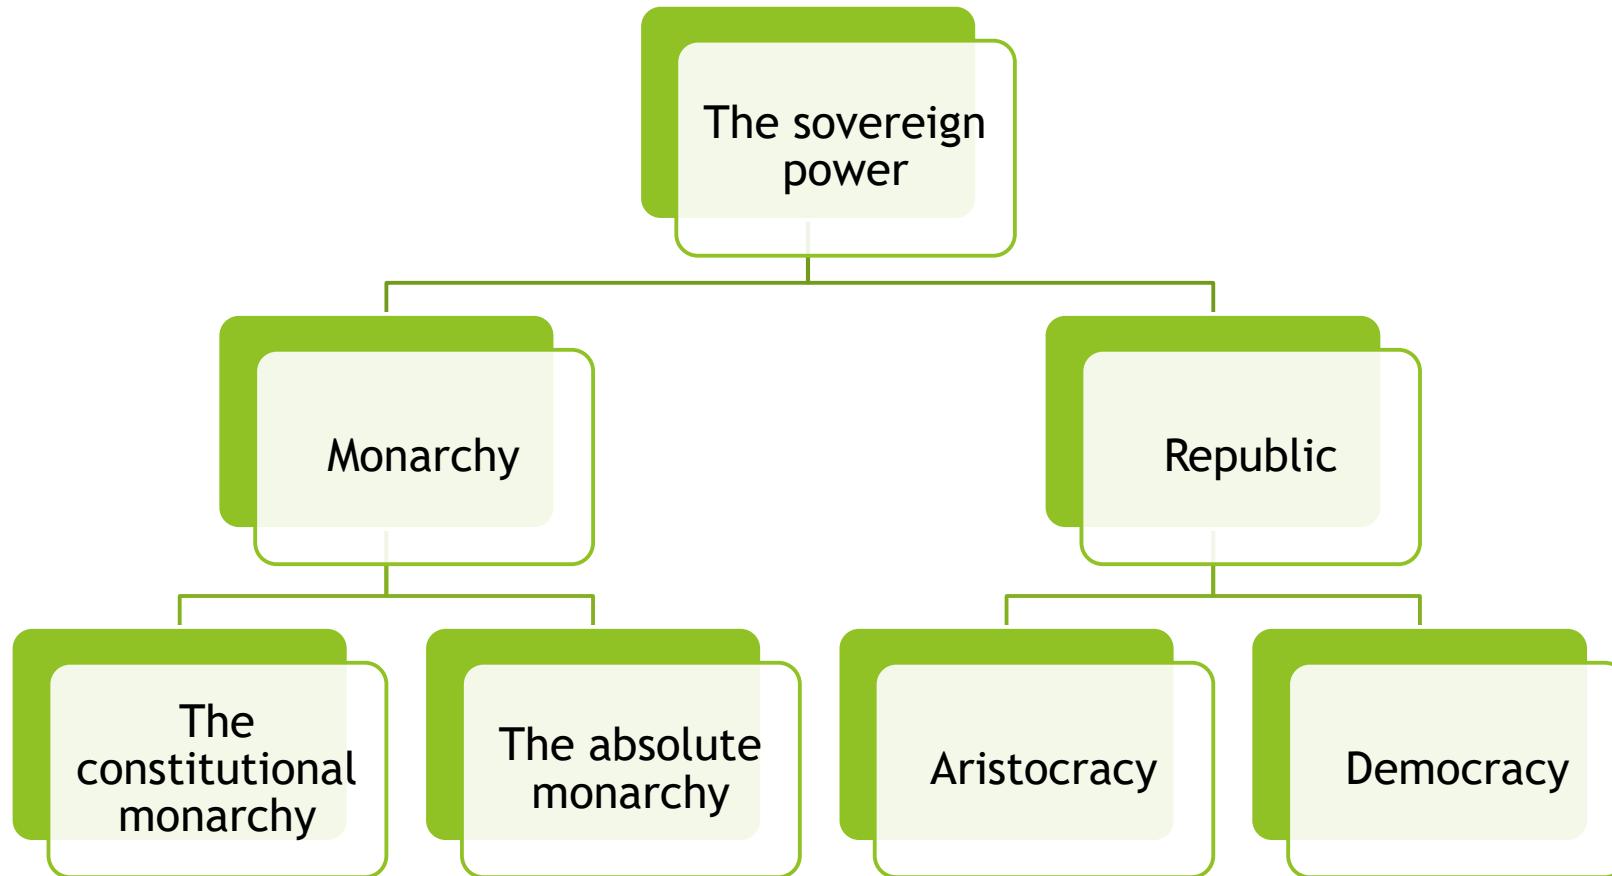 The sovereign
power
Monarchy
Republic
The
constitutional
monarchy
The absolute
monarchy
Aristocracy
Democracy